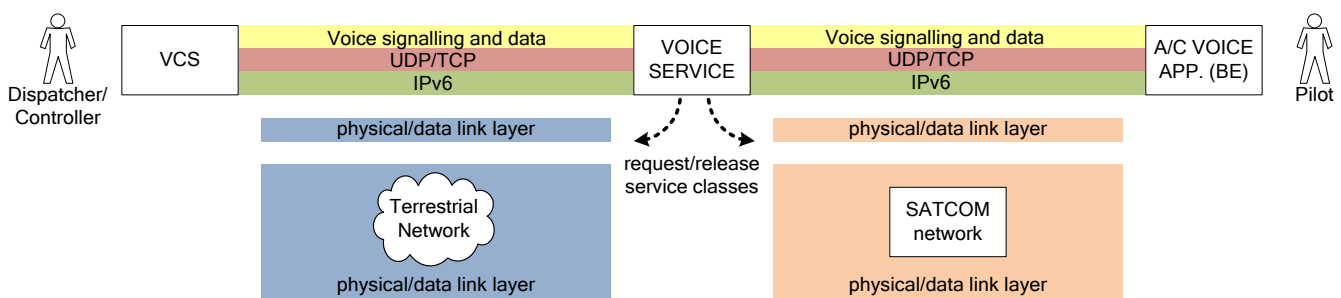 Dispatcher/
Controller
VCS
Voice signalling and data
UDP/TCP
IPv6
VOICE
SERVICE
Voice signalling and data
UDP/TCP
IPv6
A/C VOICE
APP. (BE)
Pilot
physical/data link layer
request/release
service classes
physical/data link layer
Terrestrial
Network
physical/data link layer
SATCOM
network
physical/data link layer